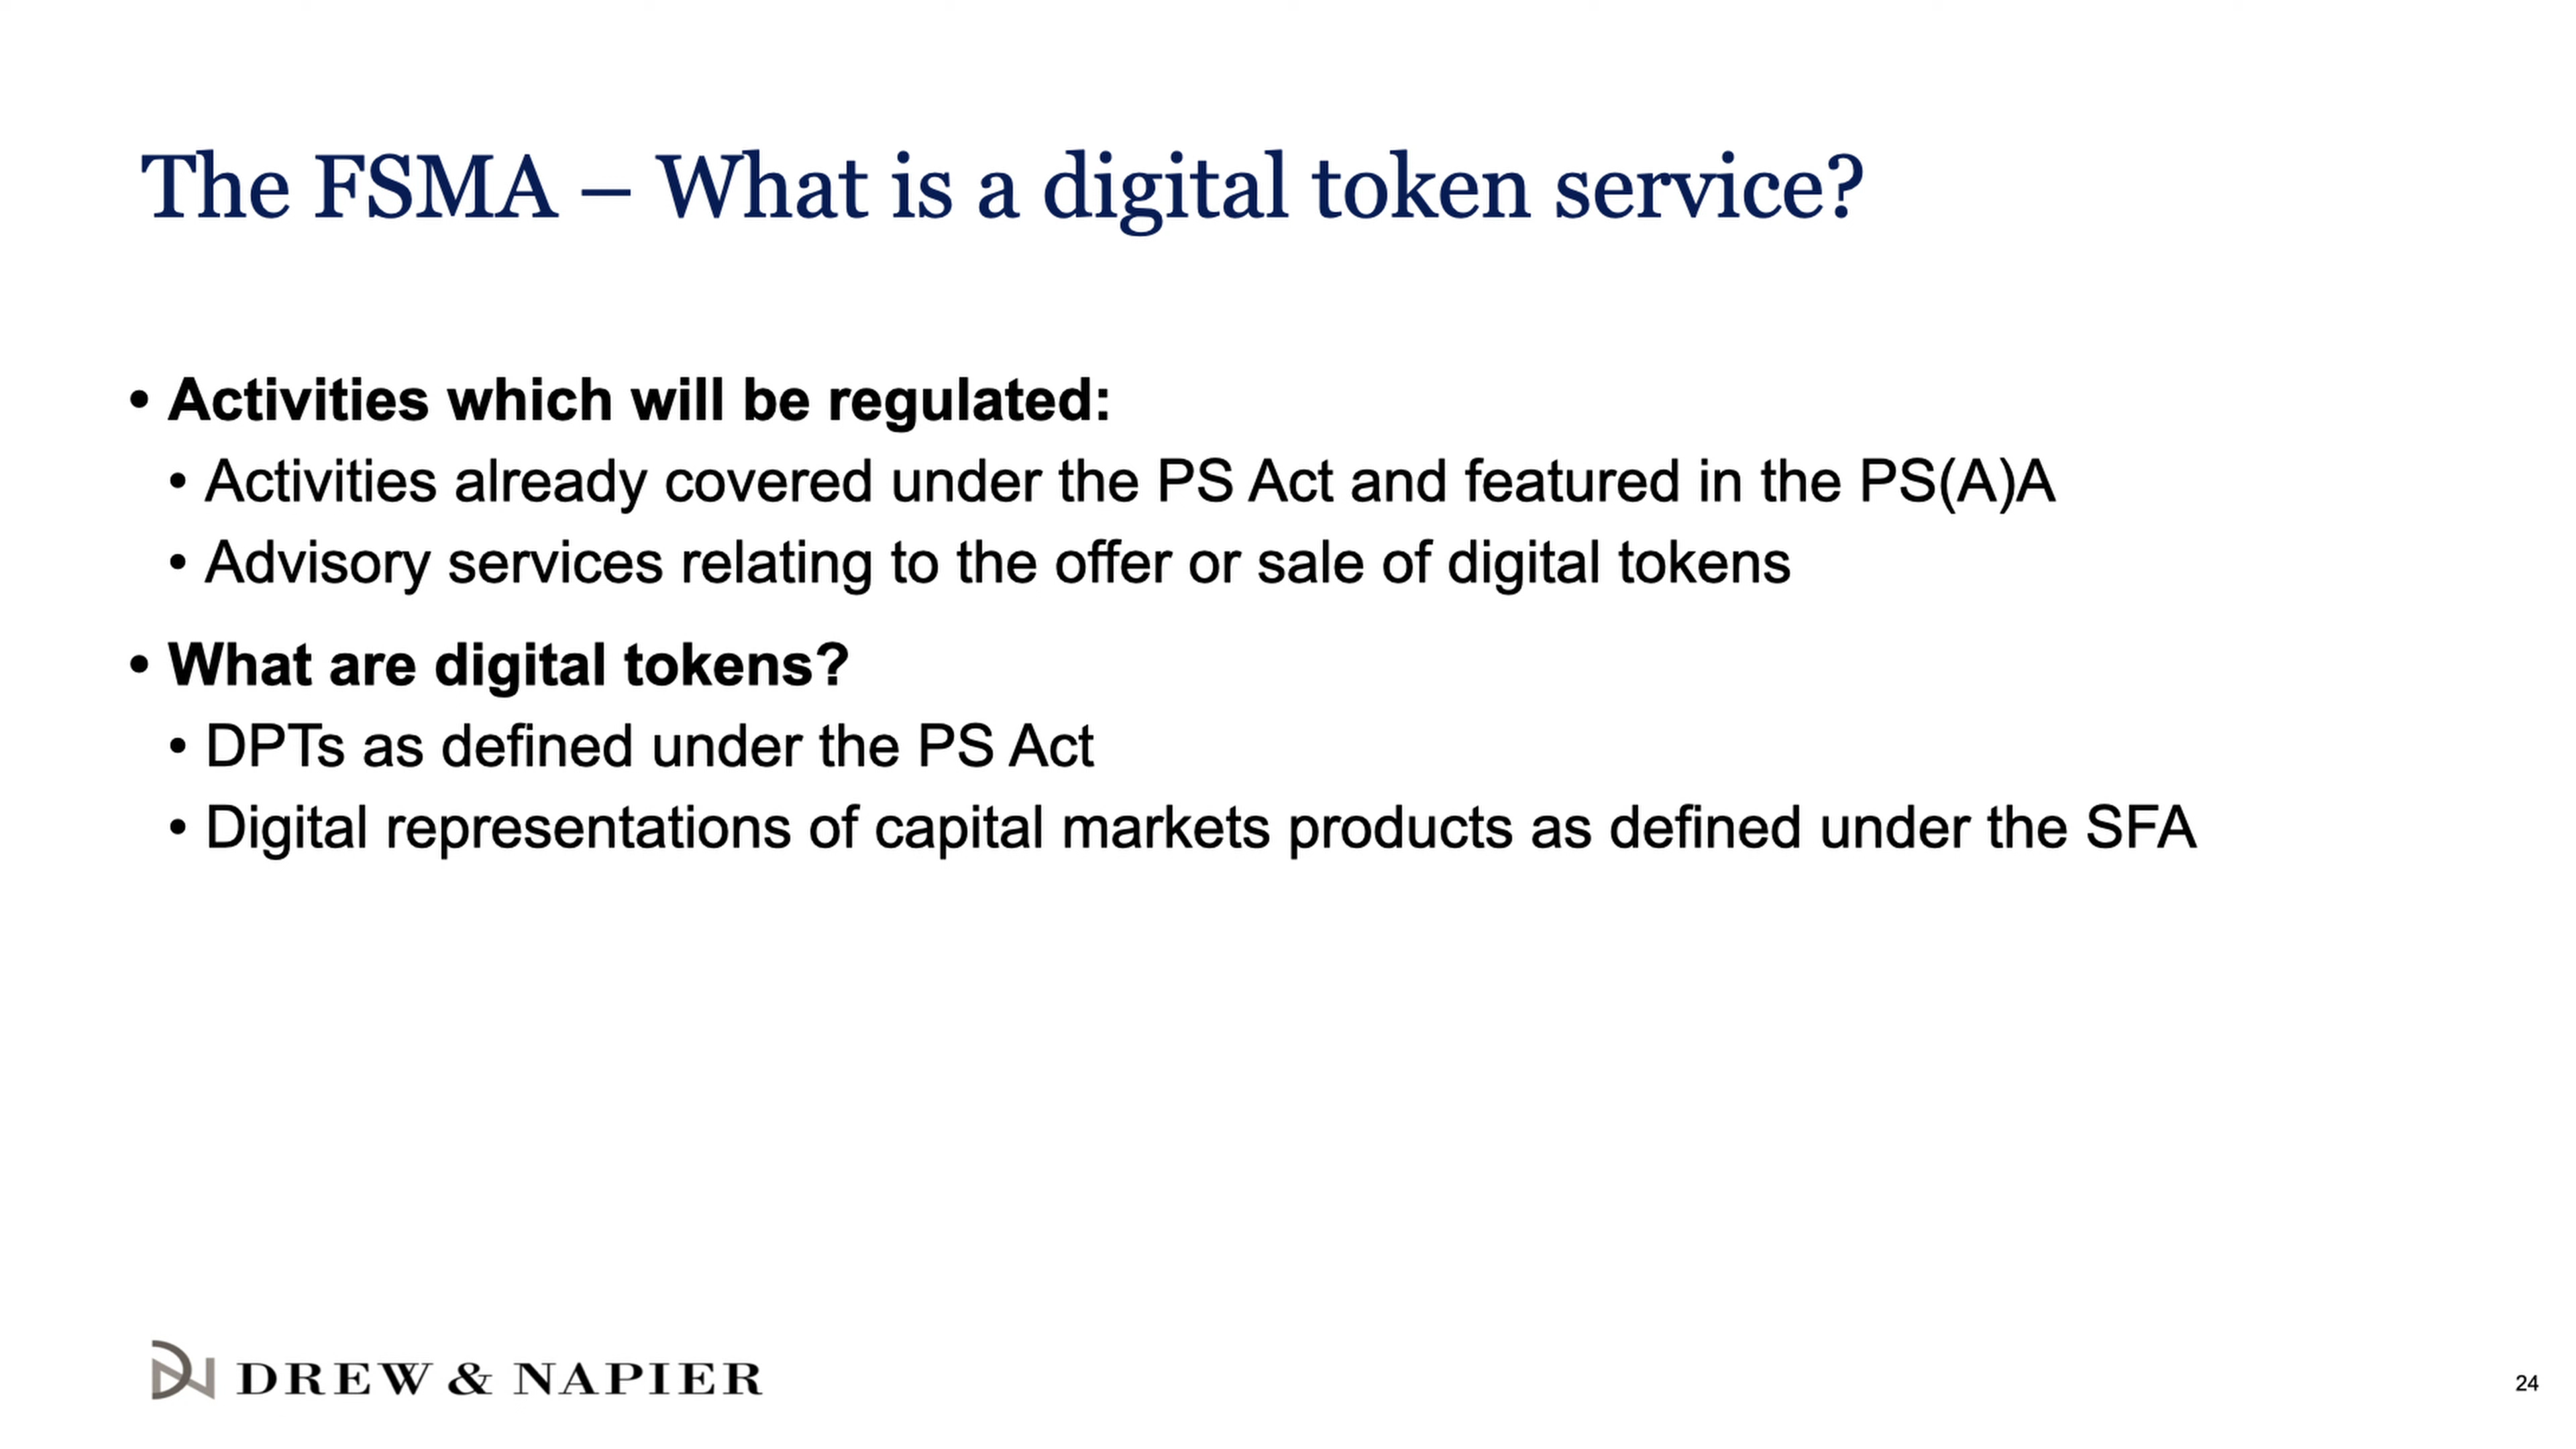 The FSMA – What is a digital token service?
• Activities which will be regulated:
• Activities already covered under the PS Act and featured in the PS(A)A
• Advisory services relating to the offer or sale of digital tokens
• What are digital tokens?
• DPTs as defined under the PS Act
• Digital representations of capital markets products as defined under the SFA
DREW & NAPIER
24